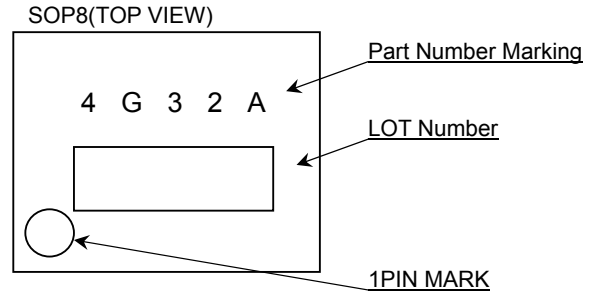 SOP8(TOP VIEW)
Part Number Marking
4 G 3 2 A
LOT Number
1PIN MARK